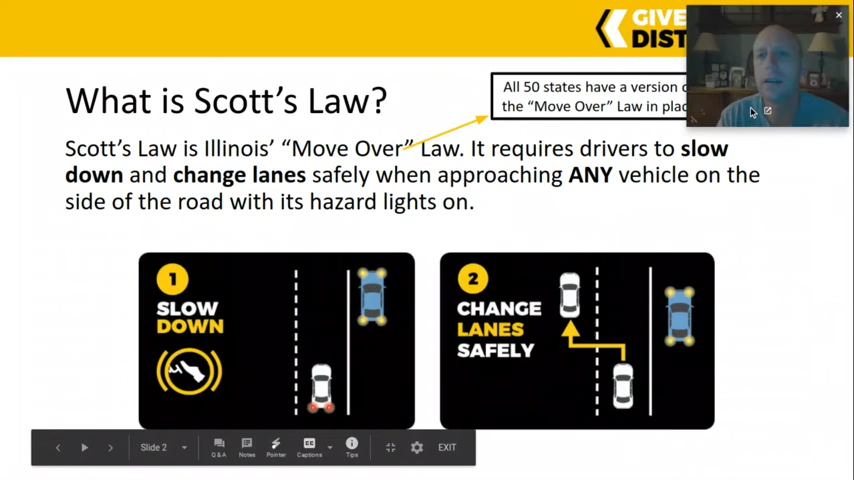 GIVE
DIST
All 50 states have a version o
the “Move Over” Law in plac
What is Scott’s Law?
Scott’s Law is Illinois’ “Move Over” Law. It requires drivers to slow
down and change lanes safely when approaching ANY vehicle on the
side of the road with its hazard lights on.
1
SLOW
DOWN
2
CHANGE
LANES
SAFELY
Slide 2
Q & A
Notes
Pointer
CC
Captions
Tips
EXIT